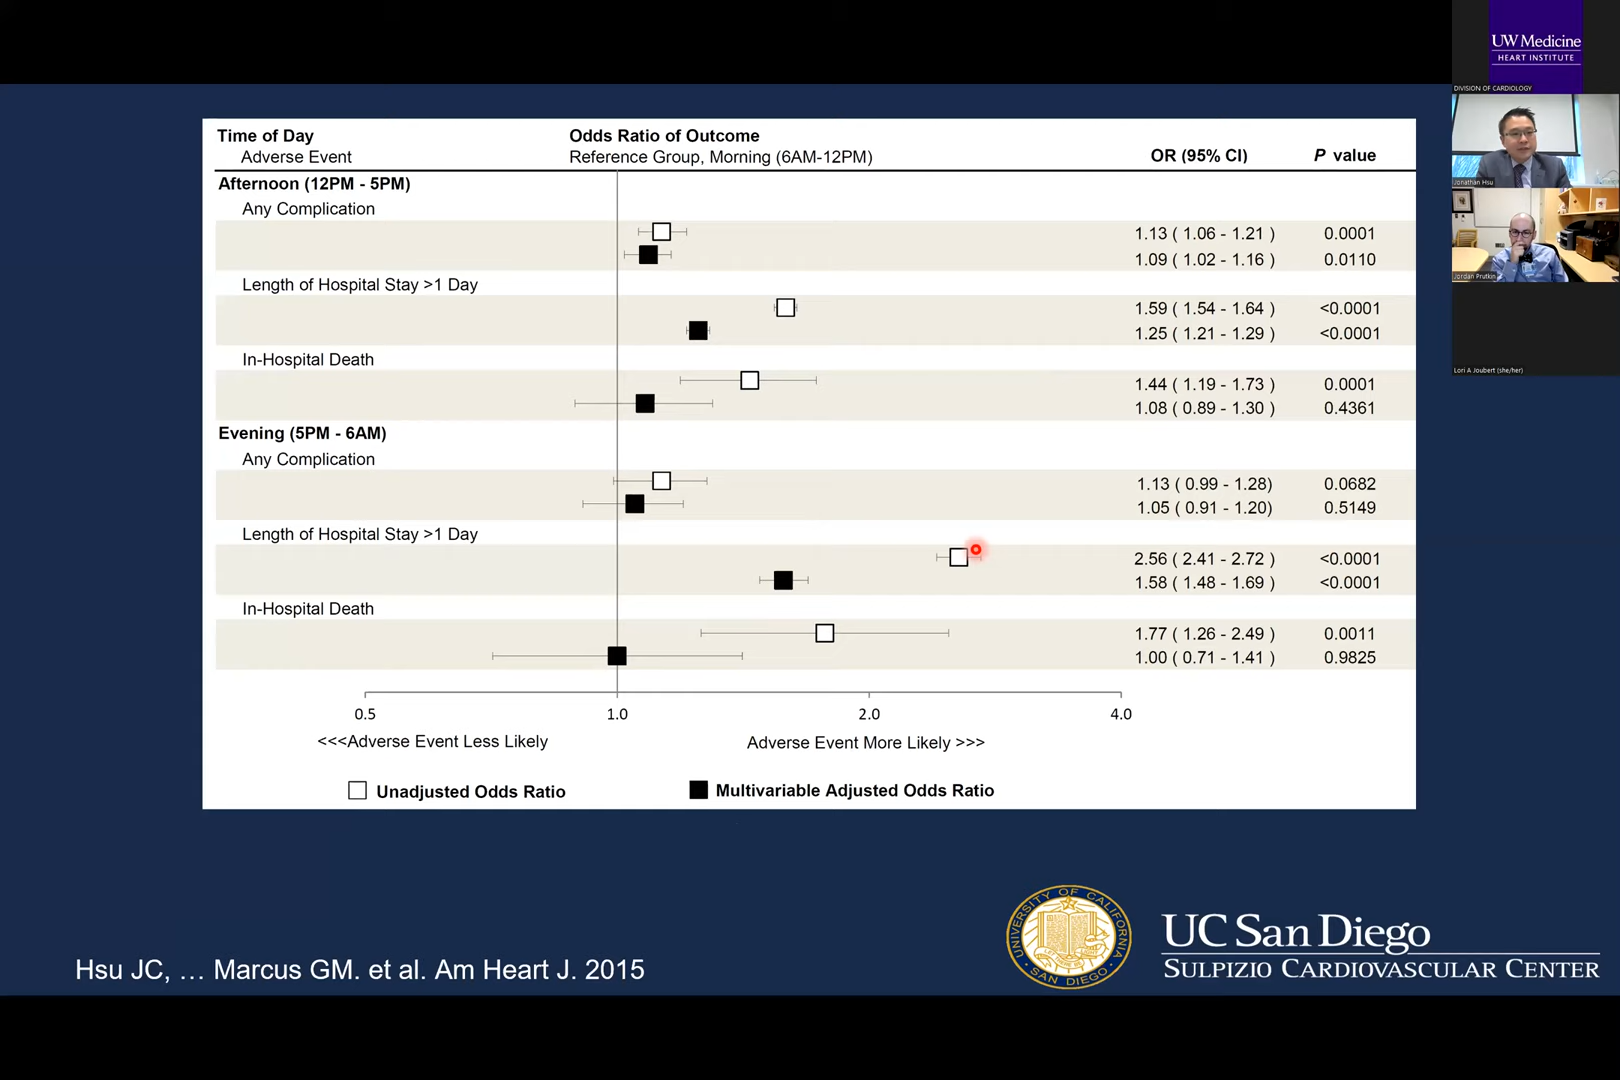 UW Medicine
HEART INSTITUTE
DIVISION OF CARDIOLOGY
Jonathan Hsu
Jordan Prutkin
Lori A Joubert (she/her)
Time of Day
Adverse Event
Odds Ratio of Outcome
Reference Group, Morning (6AM-12PM)
OR (95% CI)
P value
Afternoon (12PM - 5PM)
Any Complication
1.13 ( 1.06 - 1.21 ) 0.0001
1.09 ( 1.02 - 1.16 ) 0.0110
Length of Hospital Stay >1 Day
1.59 ( 1.54 - 1.64 ) <0.0001
1.25 ( 1.21 - 1.29 ) <0.0001
In-Hospital Death
1.44 ( 1.19 - 1.73 ) 0.0001
1.08 ( 0.89 - 1.30 ) 0.4361
Evening (5PM - 6AM)
Any Complication
1.13 ( 0.99 - 1.28) 0.0682
1.05 ( 0.91 - 1.20) 0.5149
Length of Hospital Stay >1 Day
2.56 ( 2.41 - 2.72 ) <0.0001
1.58 ( 1.48 - 1.69 ) <0.0001
In-Hospital Death
1.77 ( 1.26 - 2.49 ) 0.0011
1.00 ( 0.71 - 1.41 ) 0.9825
0.5 1.0 2.0 4.0
<<<Adverse Event Less Likely Adverse Event More Likely >>>
Unadjusted Odds Ratio Multivariable Adjusted Odds Ratio
Hsu JC, … Marcus GM. et al. Am Heart J. 2015
UNIVERSITY OF CALIFORNIA
SAN DIEGO
UC San Diego
SULPIZIO CARDIOVASCULAR CENTER